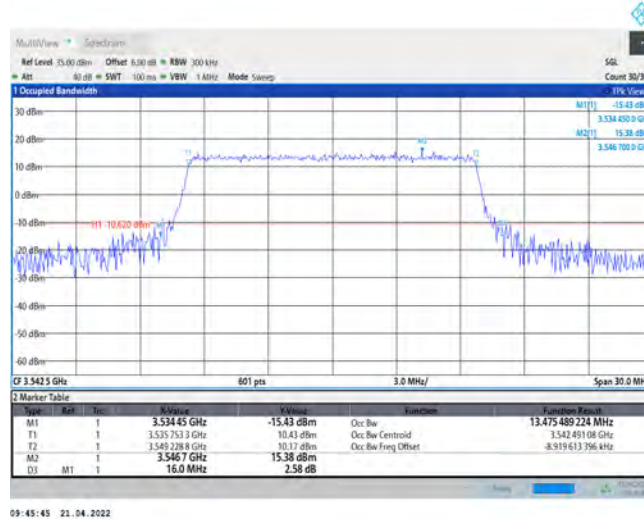 MultiView Spectrum
Ref Level 35.00 dBm Offset 6.00 dB RBW 300 kHz SGL
Att 40 dB SWT 100 ms VBW 1 MHz Mode Sweep Count 30/3
1 Occupied Bandwidth 1Pk View
M1[1] -15.43 dB
30 dBm 3.534 450 0 G
M2[1] 15.38 dB
20 dBm 3.546 700 0 G
T1 M2 T2
10 dBm
0 dBm
-10 dBm H1 -10.620 dBm
-20 dBm
-30 dBm
-40 dBm
-50 dBm
-60 dBm
CF 3.542 5 GHz 601 pts 3.0 MHz/ Span 30.0 MH
2 Marker Table
Type Ref Trc X-Value Y-Value Function Function Result
M1 1 3.534 45 GHz -15.43 dBm Occ Bw 13.475 489 224 MHz
T1 1 3.535 753 3 GHz 10.43 dBm Occ Bw Centroid 3.542 491 08 GHz
T2 1 3.549 228 8 GHz 10.17 dBm Occ Bw Freq Offset -8.919 613 396 kHz
M2 1 3.546 7 GHz 15.38 dBm
D3 M1 1 16.0 MHz 2.58 dB
09:45:45 21.04.2022